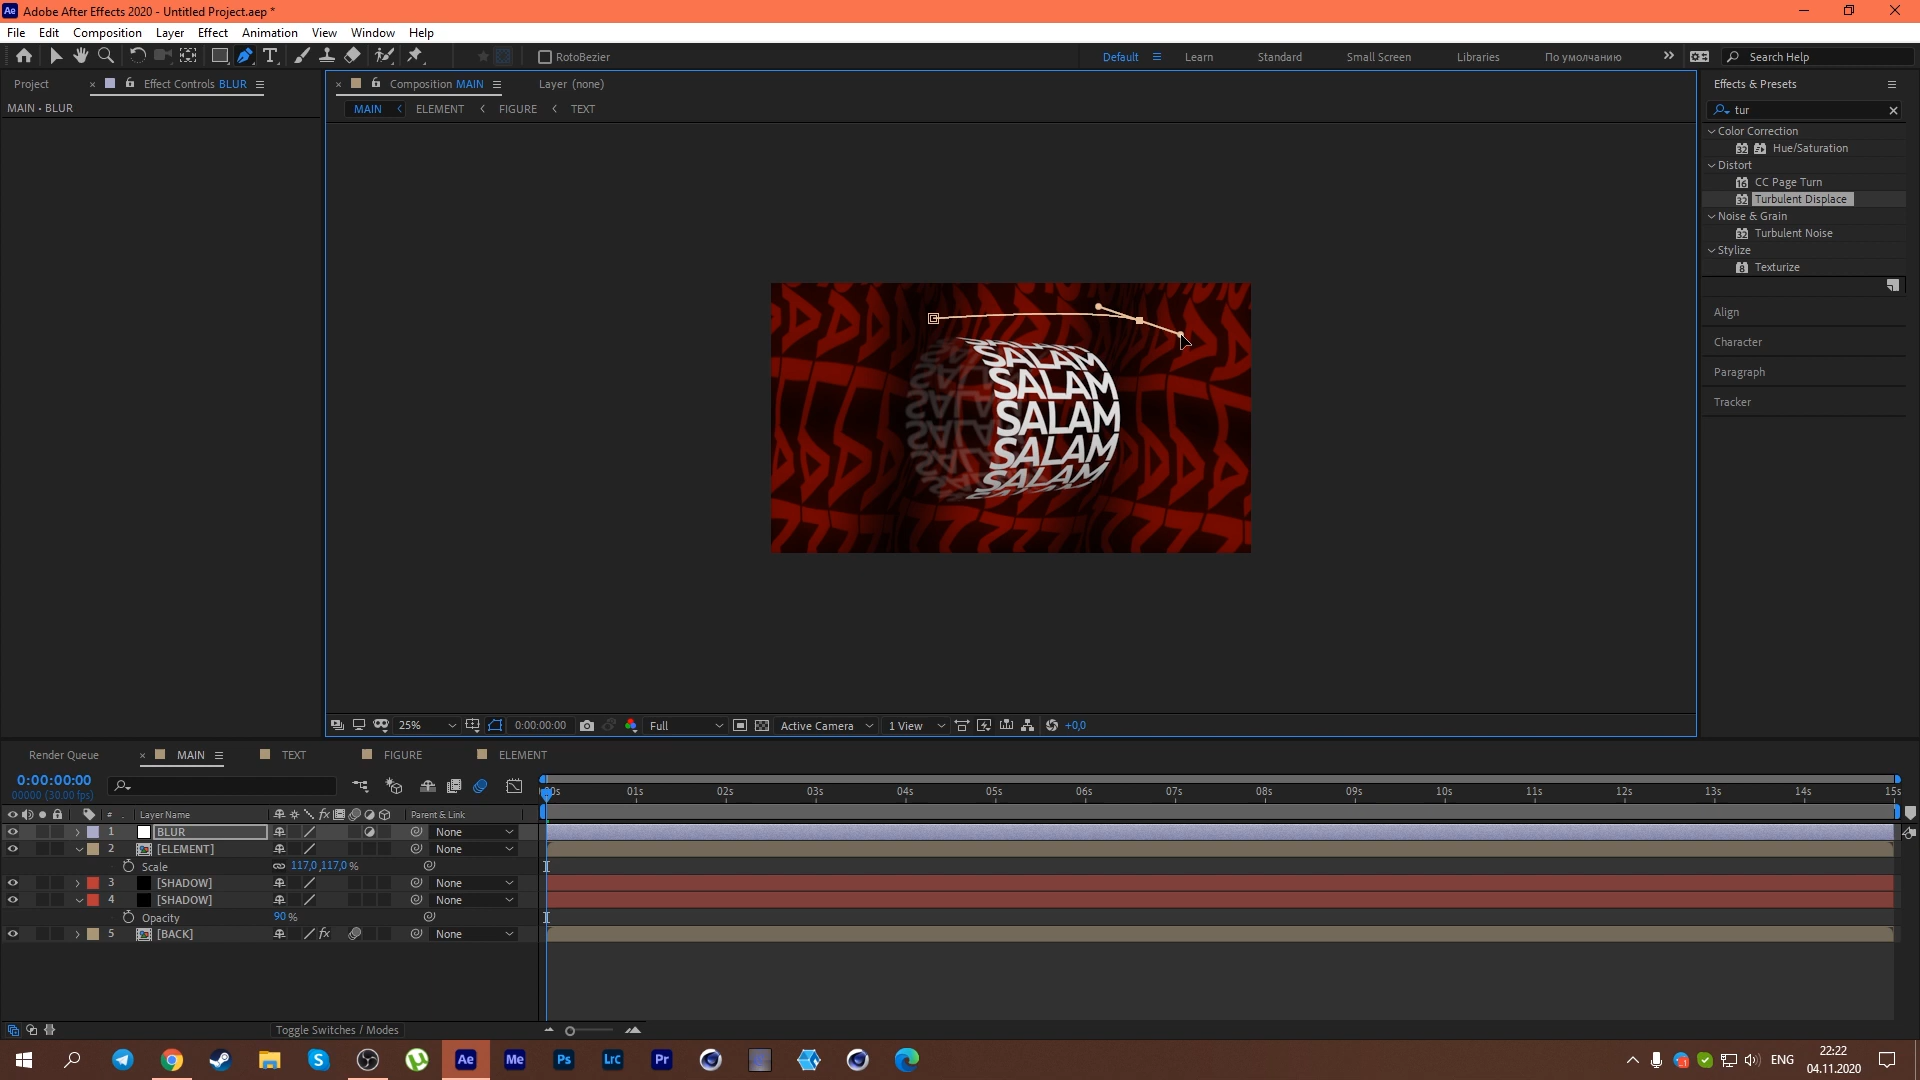 Adobe After Effects 2020 - Untitled Project.aep *
File Edit Composition Layer Effect Animation View Window Help
RotoBezier
Default Learn Standard Small Screen Libraries По умолчанию Search Help
Project Effect Controls BLUR
MAIN • BLUR
Composition MAIN Layer (none)
MAIN ELEMENT FIGURE TEXT
SALAM
SALAM
SALAM
SALAM
SALAM
Effects & Presets
tur
Color Correction
Hue/Saturation
Distort
CC Page Turn
Turbulent Displace
Noise & Grain
Turbulent Noise
Stylize
Texturize
Align
Character
Paragraph
Tracker
25% 0:00:00:00 Full Active Camera 1 View +0,0
Render Queue MAIN TEXT FIGURE ELEMENT
0:00:00:00
00000 (30.00 fps)
00s 01s 02s 03s 04s 05s 06s 07s 08s 09s 10s 11s 12s 13s 14s 15s
# Layer Name Parent & Link
1 BLUR None
2 [ELEMENT] None
Scale 117,0,117,0 %
3 [SHADOW] None
4 [SHADOW] None
Opacity 90 %
5 [BACK] None
Toggle Switches / Modes
Ae Me Ps Lrc Pr
ENG 22:22
04.11.2020